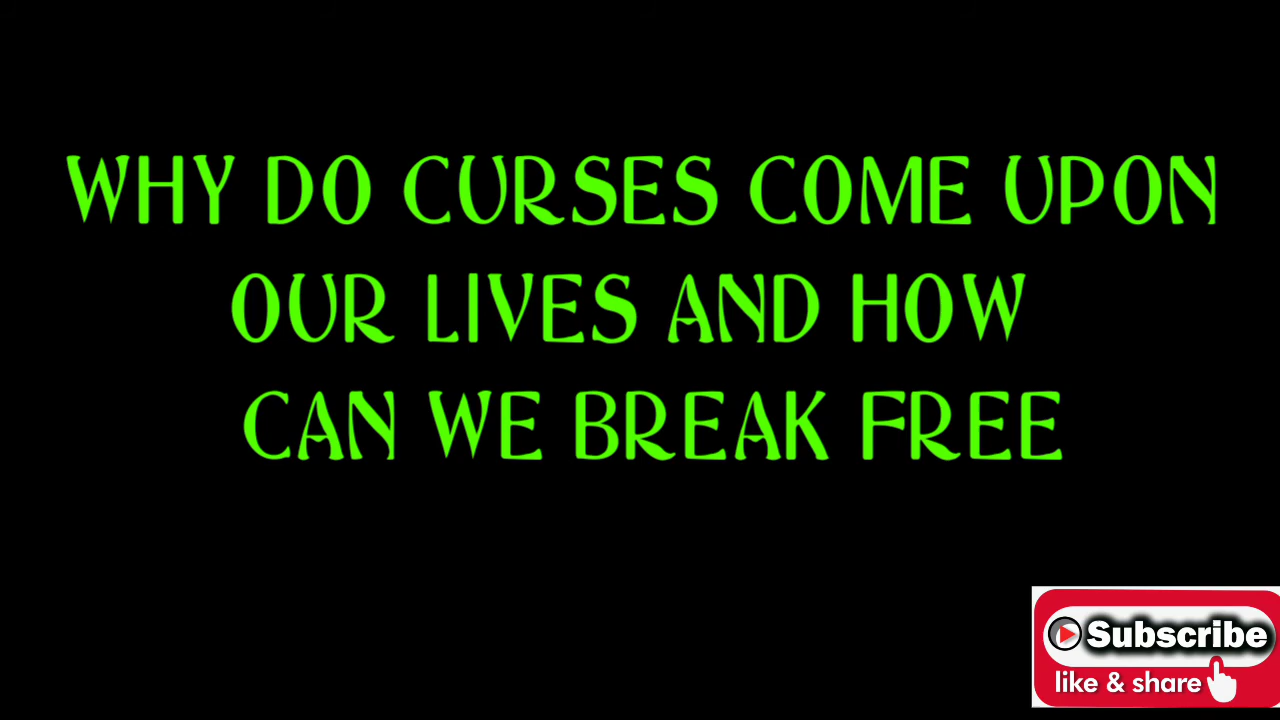 WHY DO CURSES COME UPON
OUR LIVES AND HOW
CAN WE BREAK FREE
Subscribe
like & share